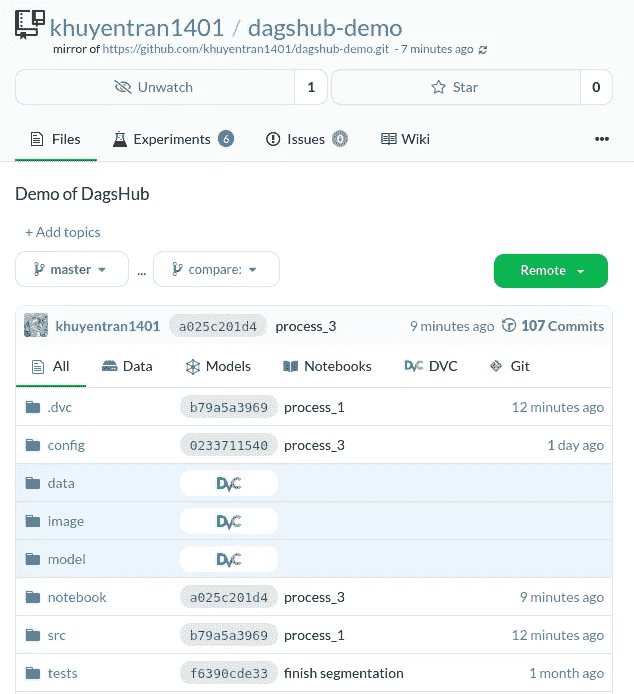 khuyentran1401 / dagshub-demo
mirror of https://github.com/khuyentran1401/dagshub-demo.git - 7 minutes ago
Unwatch 1 Star 0
Files Experiments 6 Issues 0 Wiki •••
Demo of DagsHub
+ Add topics
master ... compare: Remote
khuyentran1401 a025c201d4 process_3 9 minutes ago 107 Commits
All Data Models Notebooks DVC DVC Git
.dvc b79a5a3969 process_1 12 minutes ago
config 0233711540 process_3 1 day ago
data DVC
image DVC
model DVC
notebook a025c201d4 process_3 9 minutes ago
src b79a5a3969 process_1 12 minutes ago
tests f6390cde33 finish segmentation 1 month ago